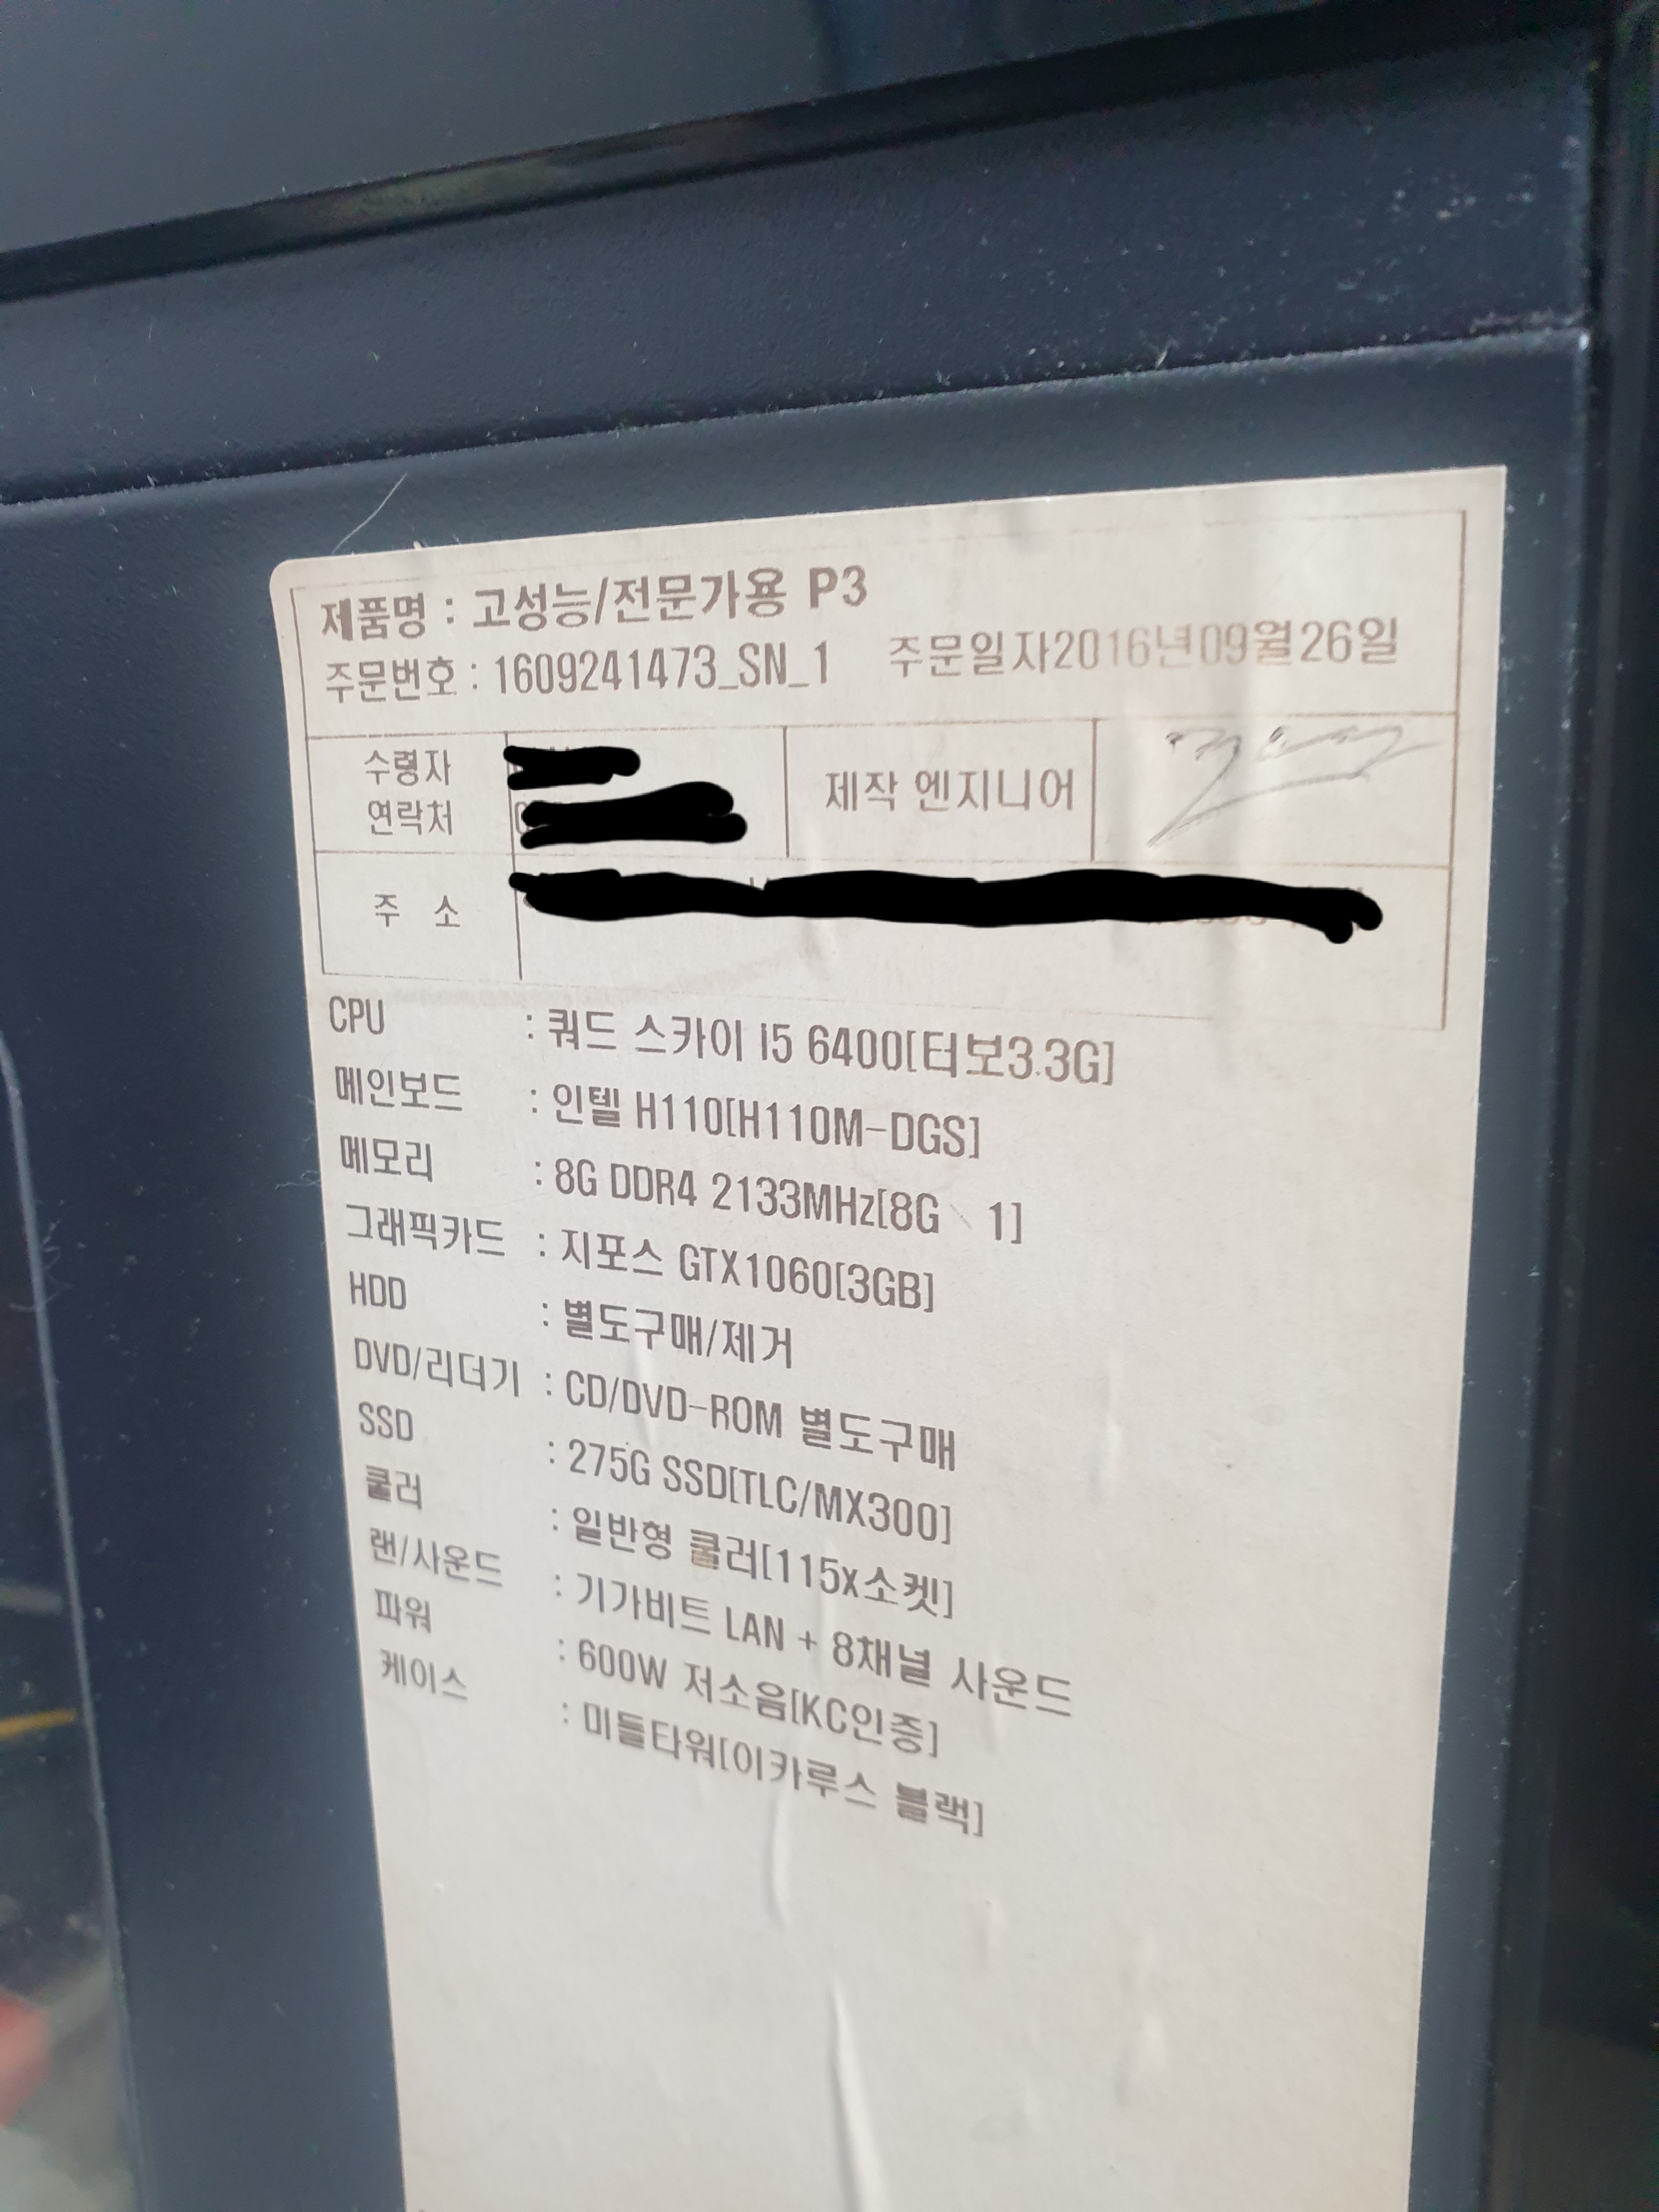 제품명 : 고성능/전문가용 P3
주문번호 : 1609241473_SN_1 주문일자2016년09월26일
수령자
연락처
제작 엔지니어
주 소
CPU : 쿼드 스카이 I5 6400[터보3.3G]
메인보드 : 인텔 H110[H110M-DGS]
메모리 : 8G DDR4 2133MHz[8G 1]
그래픽카드 : 지포스 GTX1060[3GB]
HDD : 별도구매/제거
DVD/리더기 : CD/DVD-ROM 별도구매
SSD : 275G SSD[TLC/MX300]
쿨러 : 일반형 쿨러[115x소켓]
랜/사운드 : 기가비트 LAN + 8채널 사운드
파워 : 600W 저소음[KC인증]
케이스 : 미들타워[이카루스 블랙]